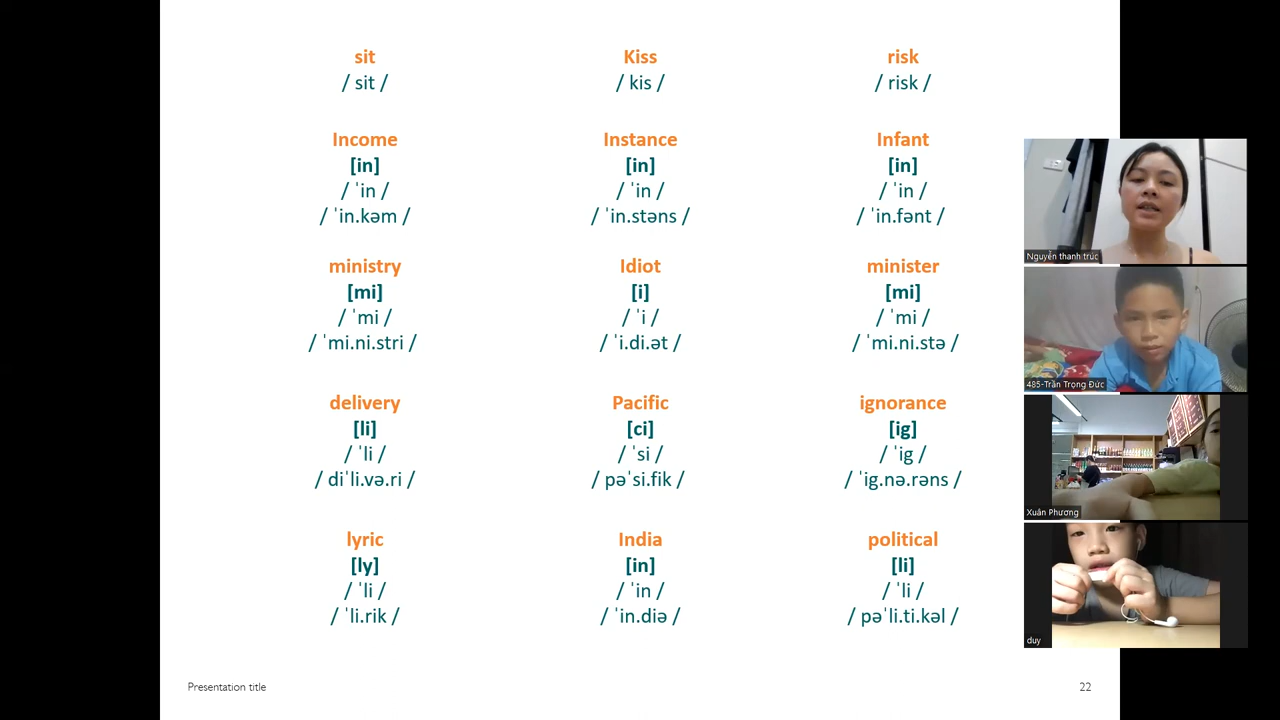 sit
/ sit /
Kiss
/ kis /
risk
/ risk /
Income
[in]
/ ˈin /
/ ˈin.kəm /
Instance
[in]
/ ˈin /
/ ˈin.stəns /
Infant
[in]
/ ˈin /
/ ˈin.fənt /
ministry
[mi]
/ ˈmi /
/ ˈmi.ni.stri /
Idiot
[i]
/ ˈi /
/ ˈi.di.ət /
minister
[mi]
/ ˈmi /
/ ˈmi.ni.stə /
delivery
[li]
/ ˈli /
/ diˈli.və.ri /
Pacific
[ci]
/ ˈsi /
/ pəˈsi.fik /
ignorance
[ig]
/ ˈig /
/ ˈig.nə.rəns /
lyric
[ly]
/ ˈli /
/ ˈli.rik /
India
[in]
/ ˈin /
/ ˈin.diə /
political
[li]
/ ˈli /
/ pəˈli.ti.kəl /
Presentation title
22
Nguyễn thanh trúc
485-Trần Trọng Đức
Xuân Phương
duy